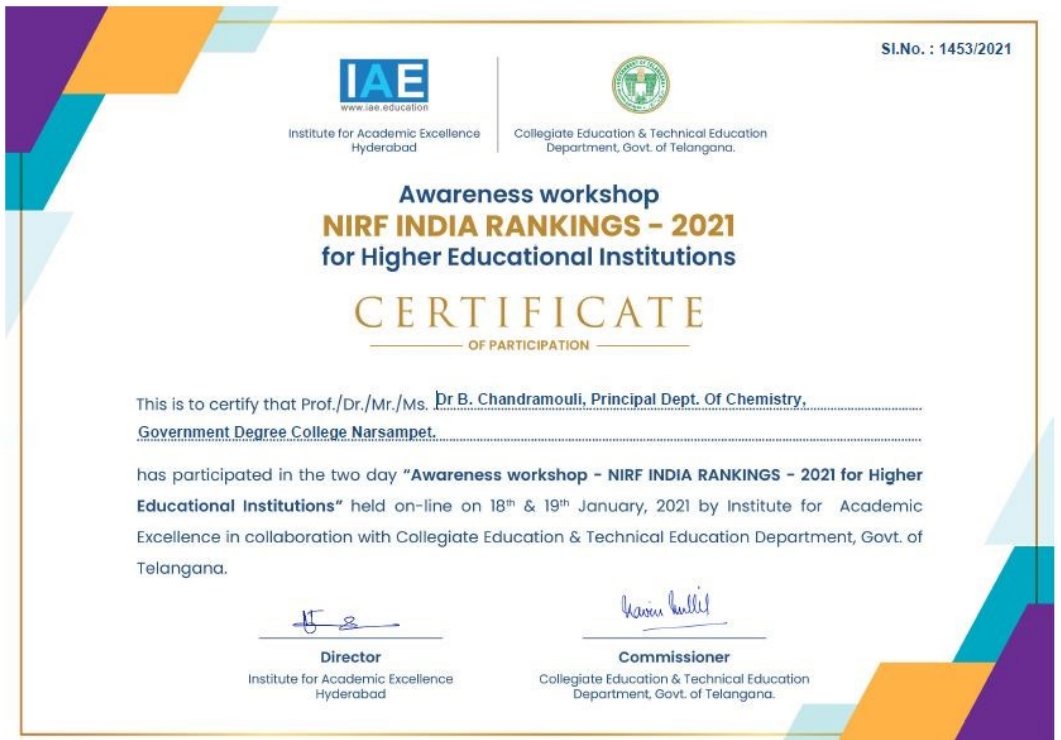 Sl.No. : 1453/2021
IAE
www.iae.education
Institute for Academic Excellence
Hyderabad
Collegiate Education & Technical Education
Department, Govt. of Telangana.
Awareness workshop
NIRF INDIA RANKINGS - 2021
for Higher Educational Institutions
CERTIFICATE
OF PARTICIPATION
This is to certify that Prof./Dr./Mr./Ms. Dr B. Chandramouli, Principal Dept. Of Chemistry,
Government Degree College Narsampet.
has participated in the two day "Awareness workshop - NIRF INDIA RANKINGS - 2021 for Higher
Educational Institutions" held on-line on 18th & 19th January, 2021 by Institute for Academic
Excellence in collaboration with Collegiate Education & Technical Education Department, Govt. of
Telangana.
Director
Institute for Academic Excellence
Hyderabad
Commissioner
Collegiate Education & Technical Education
Department, Govt. of Telangana.